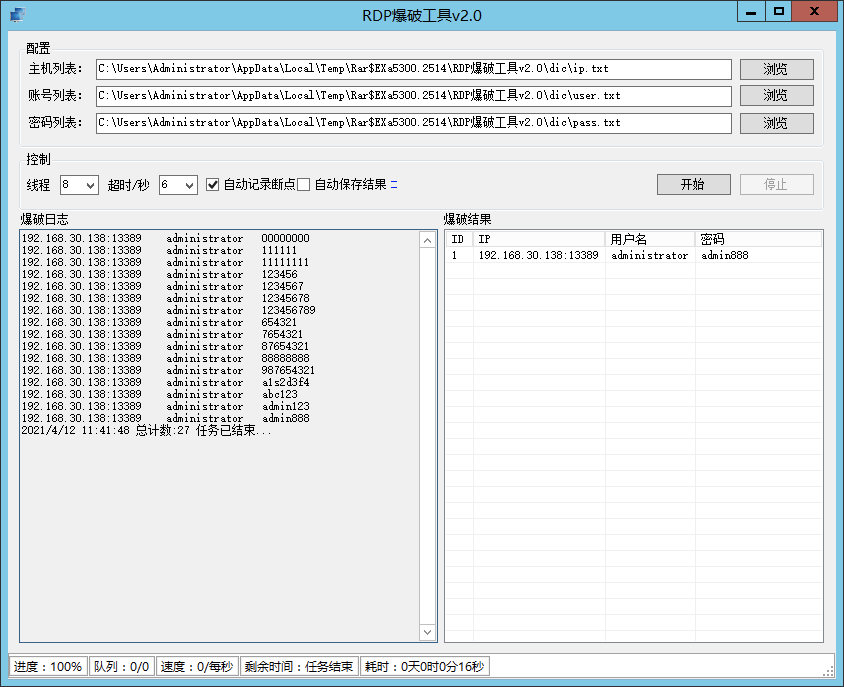 RDP爆破工具v2.0
配置
主机列表： C:\Users\Administrator\AppData\Local\Temp\Rar$EXa5300.2514\RDP爆破工具v2.0\dic\ip.txt 浏览
账号列表： C:\Users\Administrator\AppData\Local\Temp\Rar$EXa5300.2514\RDP爆破工具v2.0\dic\user.txt 浏览
密码列表： C:\Users\Administrator\AppData\Local\Temp\Rar$EXa5300.2514\RDP爆破工具v2.0\dic\pass.txt 浏览
控制
线程 8 超时/秒 6 自动记录断点 自动保存结果 开始 停止
爆破日志
192.168.30.138:13389 administrator 00000000
192.168.30.138:13389 administrator 111111
192.168.30.138:13389 administrator 11111111
192.168.30.138:13389 administrator 123456
192.168.30.138:13389 administrator 1234567
192.168.30.138:13389 administrator 12345678
192.168.30.138:13389 administrator 123456789
192.168.30.138:13389 administrator 654321
192.168.30.138:13389 administrator 7654321
192.168.30.138:13389 administrator 87654321
192.168.30.138:13389 administrator 88888888
192.168.30.138:13389 administrator 987654321
192.168.30.138:13389 administrator a1s2d3f4
192.168.30.138:13389 administrator abc123
192.168.30.138:13389 administrator admin123
192.168.30.138:13389 administrator admin888
2021/4/12 11:41:48 总计数:27 任务已结束...
爆破结果
ID IP 用户名 密码
1 192.168.30.138:13389 administrator admin888
进度：100% 队列：0/0 速度：0/每秒 剩余时间：任务结束 耗时：0天0时0分16秒